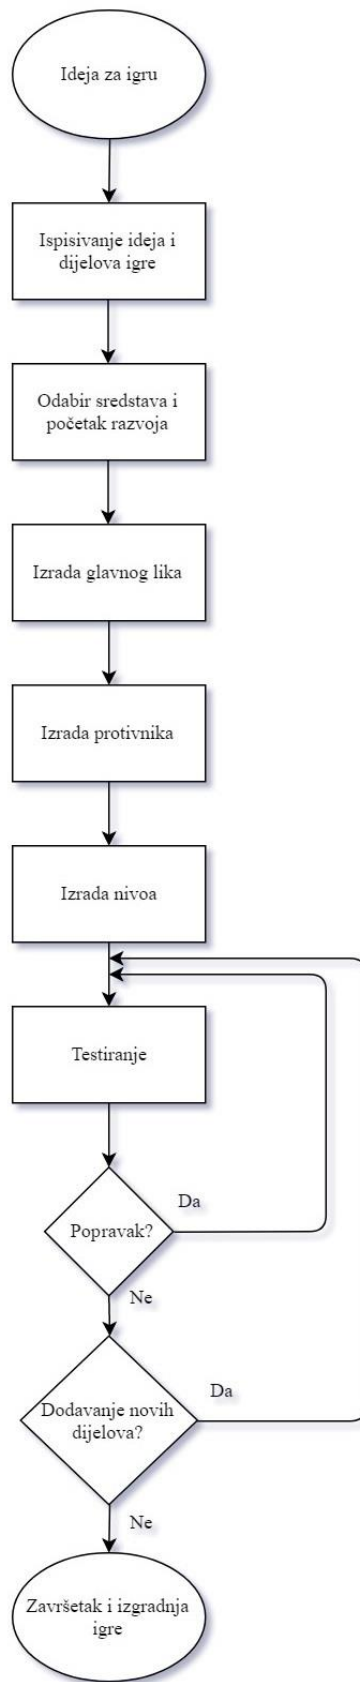 Ideja za igru
Ispisivanje ideja i
dijelova igre
Odabir sredstava i
početak razvoja
Izrada glavnog lika
Izrada protivnika
Izrada nivoa
Testiranje
Da
Popravak?
Ne
Da
Dodavanje novih
dijelova?
Ne
Završetak i izgradnja
igre